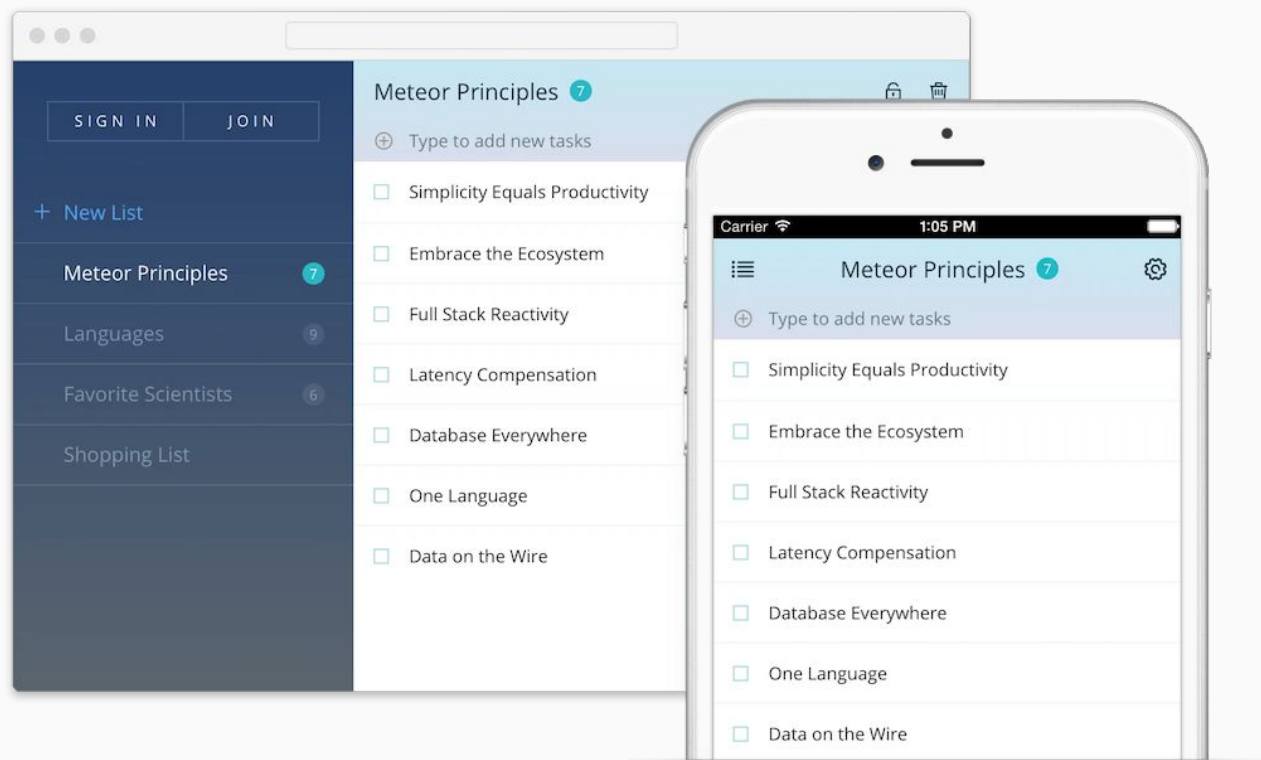 SIGN IN JOIN
+ New List
Meteor Principles 7
Languages 9
Favorite Scientists 6
Shopping List
Meteor Principles 7
Type to add new tasks
Simplicity Equals Productivity
Embrace the Ecosystem
Full Stack Reactivity
Latency Compensation
Database Everywhere
One Language
Data on the Wire
Carrier 1:05 PM
Meteor Principles 7
Type to add new tasks
Simplicity Equals Productivity
Embrace the Ecosystem
Full Stack Reactivity
Latency Compensation
Database Everywhere
One Language
Data on the Wire